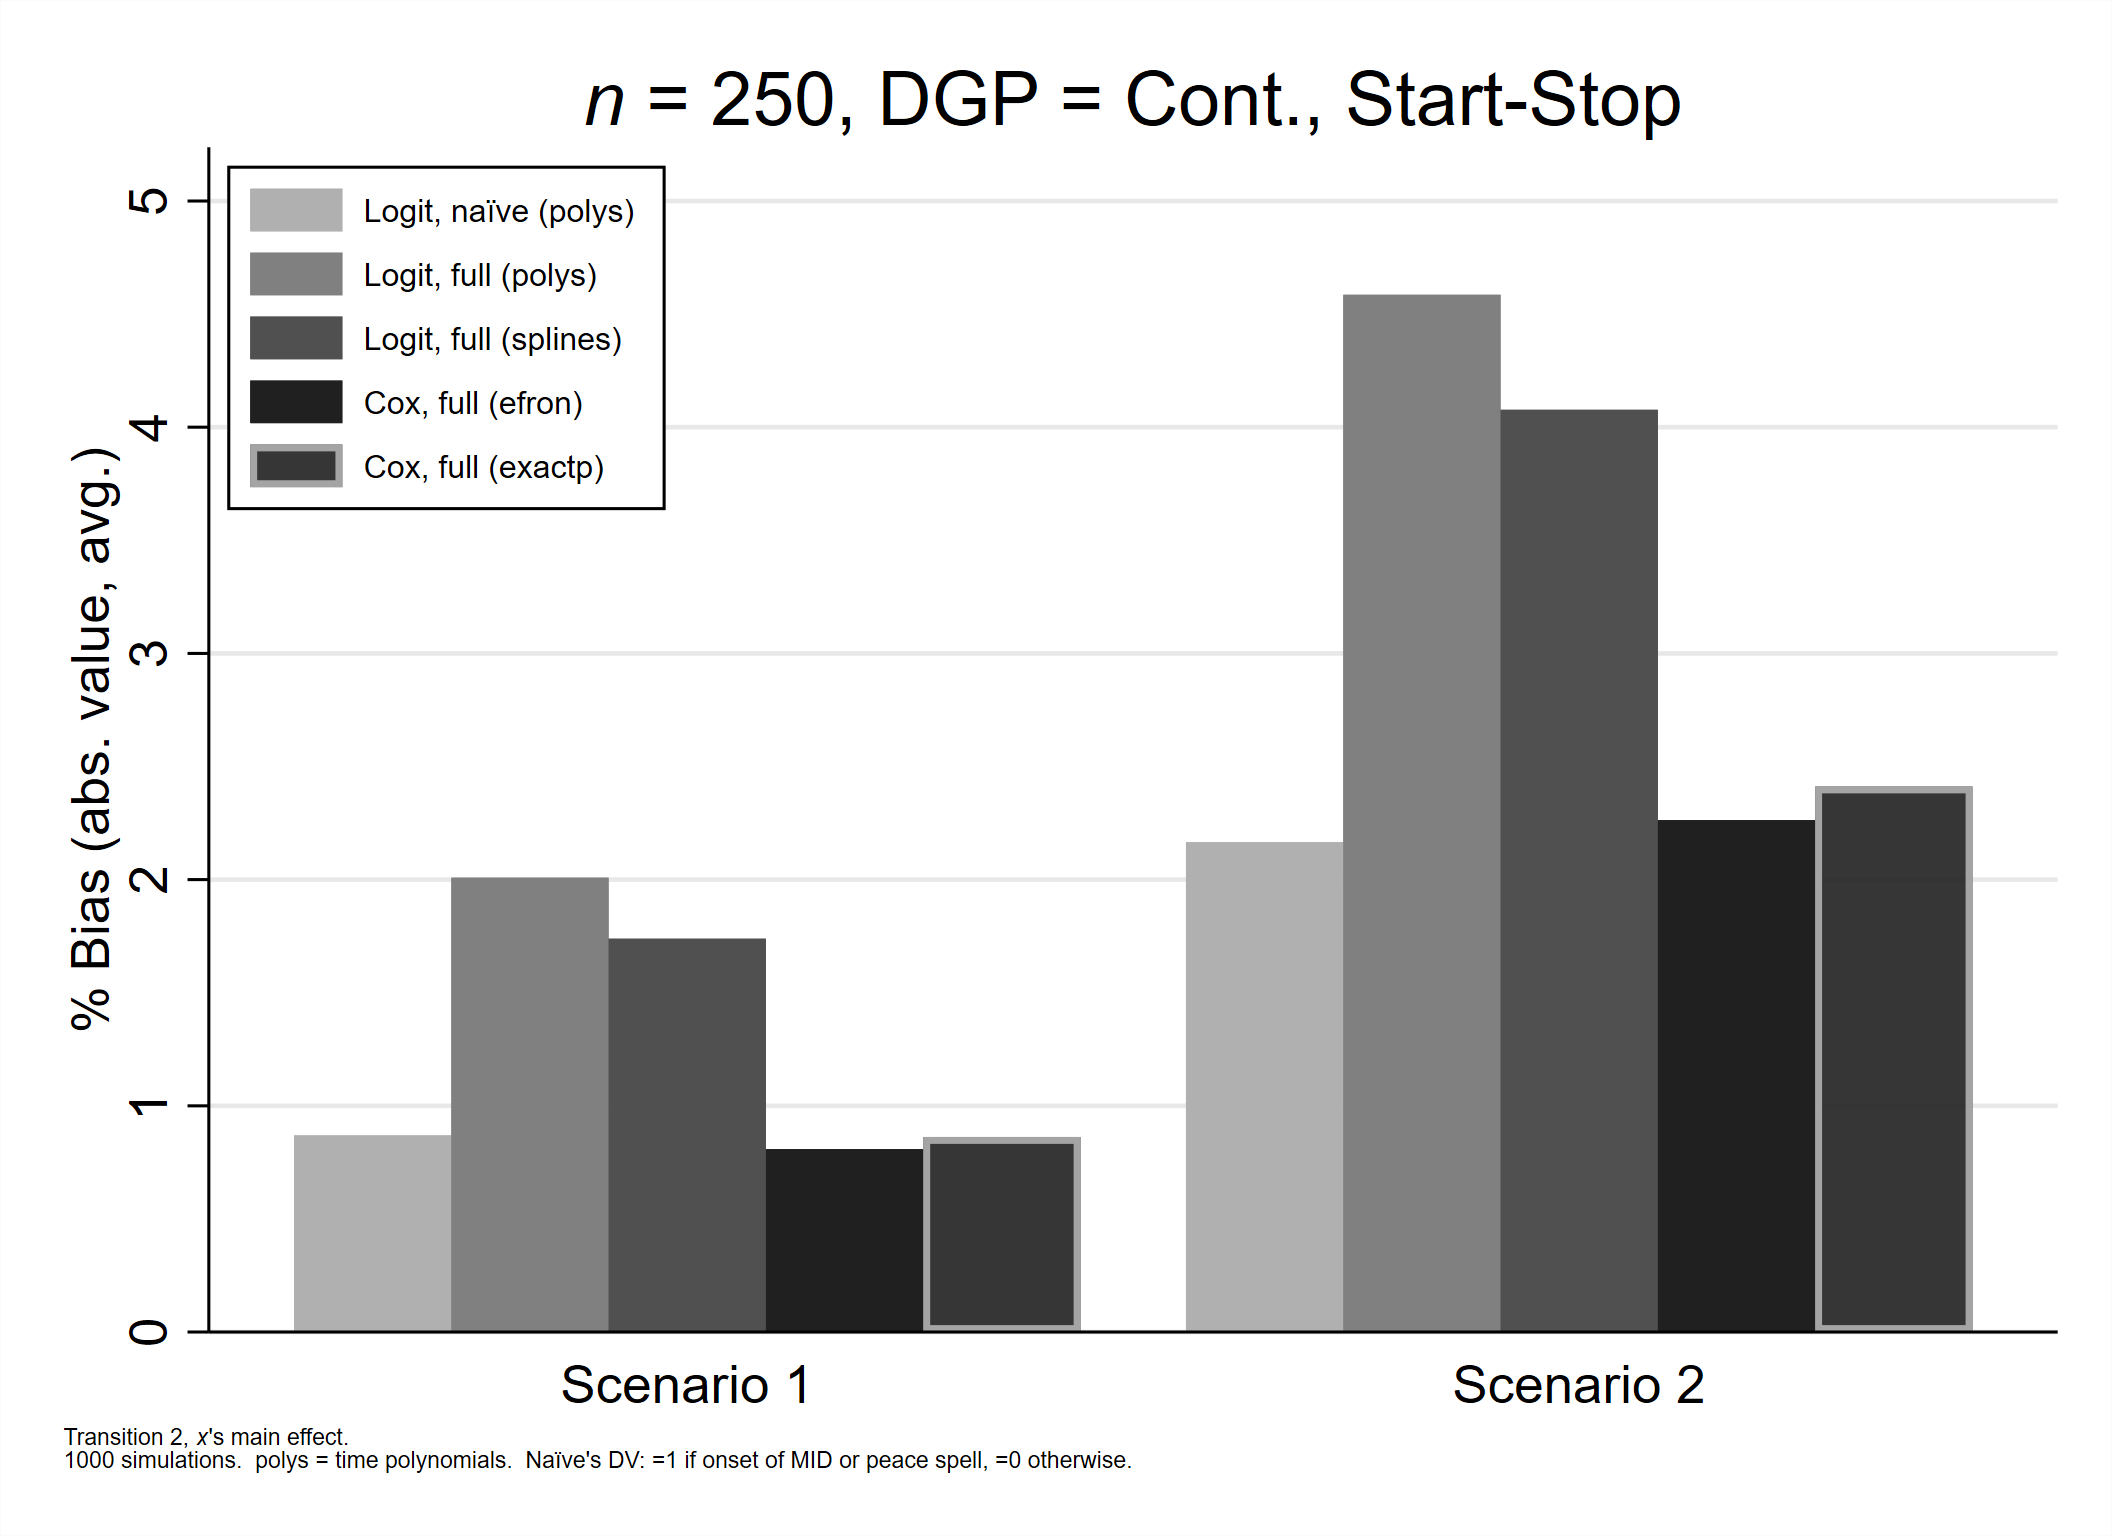 n = 250, DGP = Cont., Start-Stop
% Bias (abs. value, avg.)
5
4
3
2
1
0
Logit, naïve (polys)
Logit, full (polys)
Logit, full (splines)
Cox, full (efron)
Cox, full (exactp)
Scenario 1
Scenario 2
Transition 2, x's main effect.
1000 simulations.  polys = time polynomials.  Naïve's DV: =1 if onset of MID or peace spell, =0 otherwise.